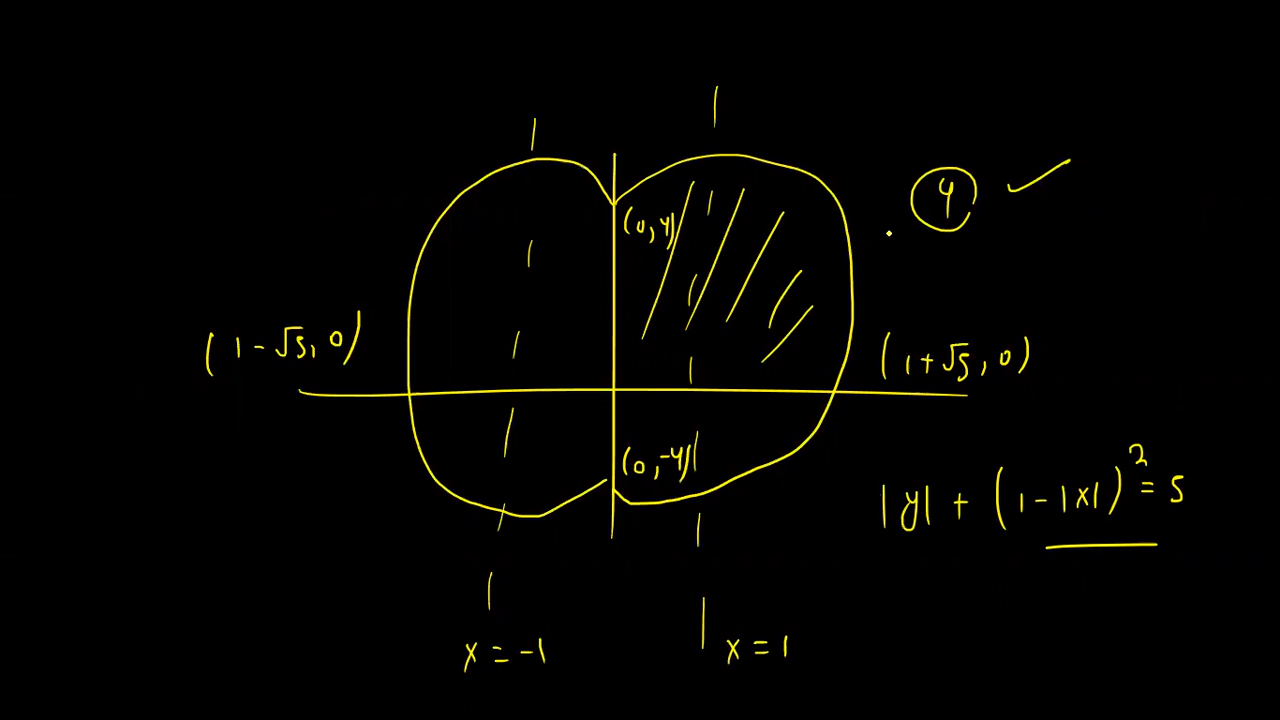 4
(0, 4)
(1 - √5, 0)
(1 + √5, 0)
(0, -4)
|y| + (1 - |x|)² = 5
x = -1
x = 1